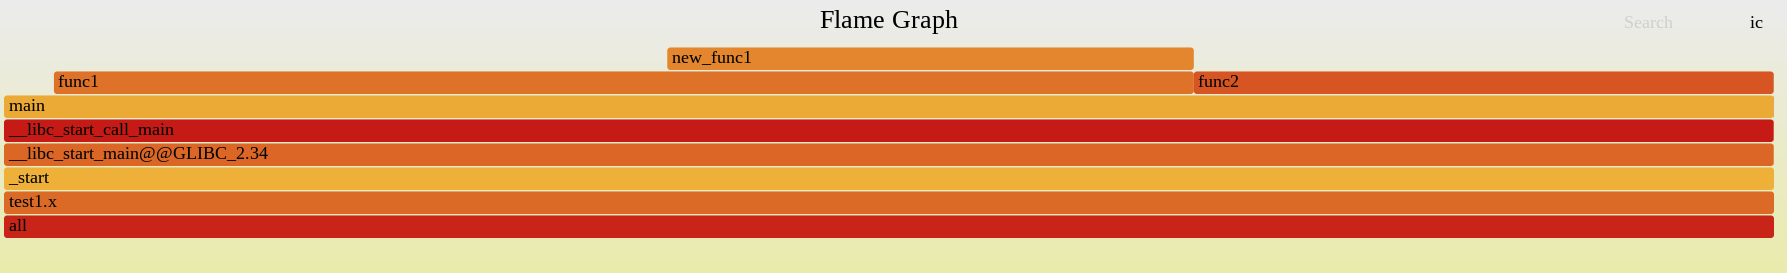 Flame Graph
Search
ic
new_func1
func1
func2
main
__libc_start_call_main
__libc_start_main@@GLIBC_2.34
_start
test1.x
all